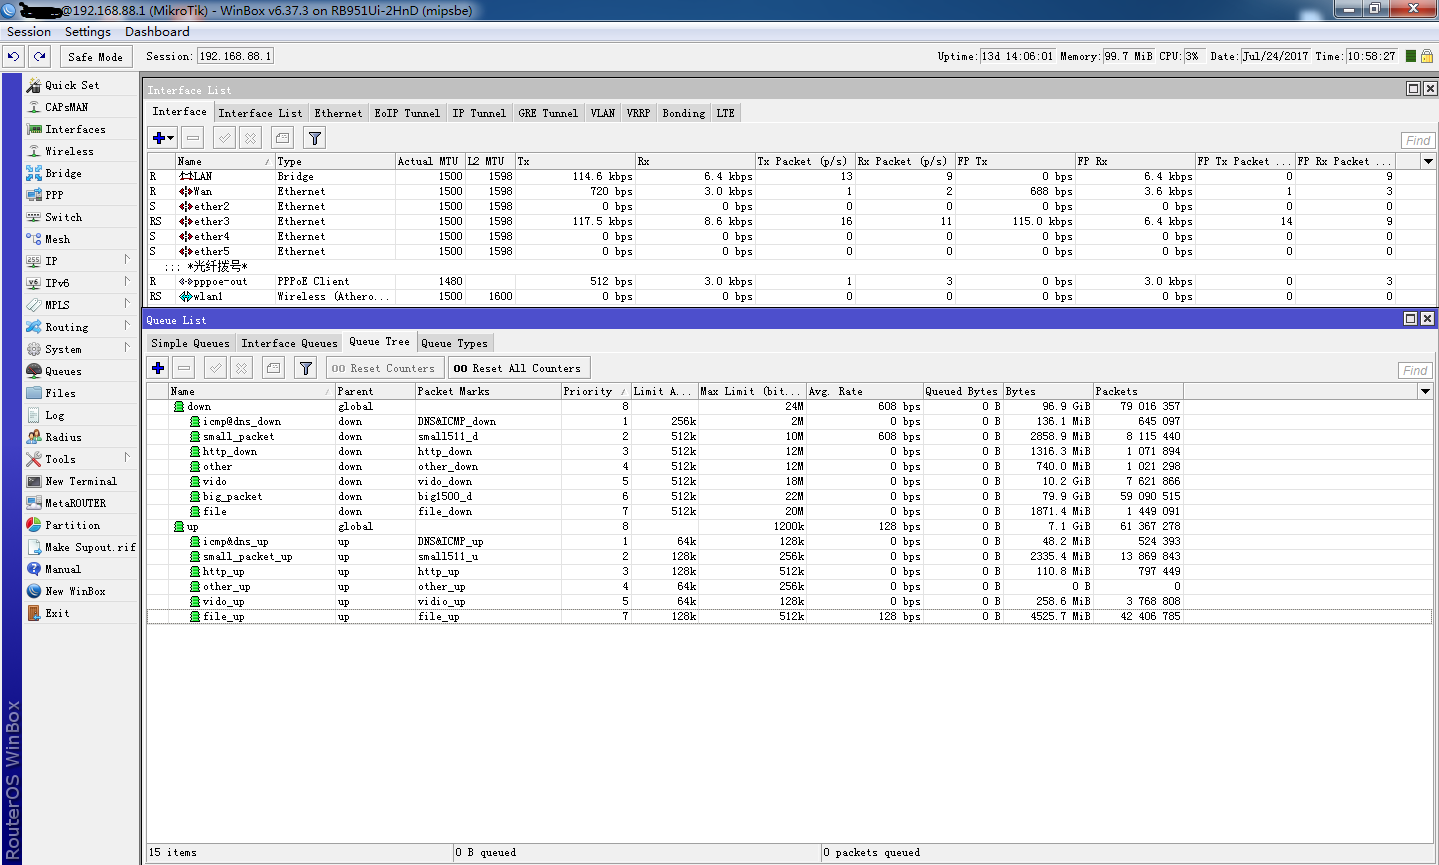 @192.168.88.1 (MikroTik) - WinBox v6.37.3 on RB951Ui-2HnD (mipsbe)
Session Settings Dashboard
Safe Mode Session: 192.168.88.1 Uptime: 13d 14:06:01 Memory: 99.7 MiB CPU: 3% Date: Jul/24/2017 Time: 10:58:27
Quick Set
CAPsMAN
Interfaces
Wireless
Bridge
PPP
Switch
Mesh
IP
IPv6
MPLS
Routing
System
Queues
Files
Log
Radius
Tools
New Terminal
MetaROUTER
Partition
Make Supout.rif
Manual
New WinBox
Exit
RouterOS WinBox
Interface List
Interface Interface List Ethernet EoIP Tunnel IP Tunnel GRE Tunnel VLAN VRRP Bonding LTE
Find
Name Type Actual MTU L2 MTU Tx Rx Tx Packet (p/s) Rx Packet (p/s) FP Tx FP Rx FP Tx Packet ... FP Rx Packet ...
R LAN Bridge 1500 1598 114.6 kbps 6.4 kbps 13 9 0 bps 6.4 kbps 0 9
R Wan Ethernet 1500 1598 720 bps 3.0 kbps 1 2 688 bps 3.6 kbps 1 3
S ether2 Ethernet 1500 1598 0 bps 0 bps 0 0 0 bps 0 bps 0 0
RS ether3 Ethernet 1500 1598 117.5 kbps 8.6 kbps 16 11 115.0 kbps 6.4 kbps 14 9
S ether4 Ethernet 1500 1598 0 bps 0 bps 0 0 0 bps 0 bps 0 0
S ether5 Ethernet 1500 1598 0 bps 0 bps 0 0 0 bps 0 bps 0 0
;;; *光纤拨号*
R pppoe-out PPPoE Client 1480 512 bps 3.0 kbps 1 3 0 bps 3.0 kbps 0 3
RS wlan1 Wireless (Athero... 1500 1600 0 bps 0 bps 0 0 0 bps 0 bps 0 0
Queue List
Simple Queues Interface Queues Queue Tree Queue Types
00 Reset Counters 00 Reset All Counters Find
Name Parent Packet Marks Priority Limit A... Max Limit (bit... Avg. Rate Queued Bytes Bytes Packets
down global 8 24M 608 bps 0 B 96.9 GiB 79 016 357
icmp@dns_down down DNS&ICMP_down 1 256k 2M 0 bps 0 B 136.1 MiB 645 097
small_packet down small511_d 2 512k 10M 608 bps 0 B 2858.9 MiB 8 115 440
http_down down http_down 3 512k 12M 0 bps 0 B 1316.3 MiB 1 071 894
other down other_down 4 512k 12M 0 bps 0 B 740.0 MiB 1 021 298
vido down vido_down 5 512k 18M 0 bps 0 B 10.2 GiB 7 621 866
big_packet down big1500_d 6 512k 22M 0 bps 0 B 79.9 GiB 59 090 515
file down file_down 7 512k 20M 0 bps 0 B 1871.4 MiB 1 449 091
up global 8 1200k 128 bps 0 B 7.1 GiB 61 367 278
icmp&dns_up up DNS&ICMP_up 1 64k 128k 0 bps 0 B 48.2 MiB 524 393
small_packet_up up small511_u 2 128k 256k 0 bps 0 B 2335.4 MiB 13 869 843
http_up up http_up 3 128k 512k 0 bps 0 B 110.8 MiB 797 449
other_up up other_up 4 64k 256k 0 bps 0 B 0 B 0
vido_up up vidio_up 5 64k 128k 0 bps 0 B 258.6 MiB 3 768 808
file_up up file_up 7 128k 512k 128 bps 0 B 4525.7 MiB 42 406 785
15 items 0 B queued 0 packets queued